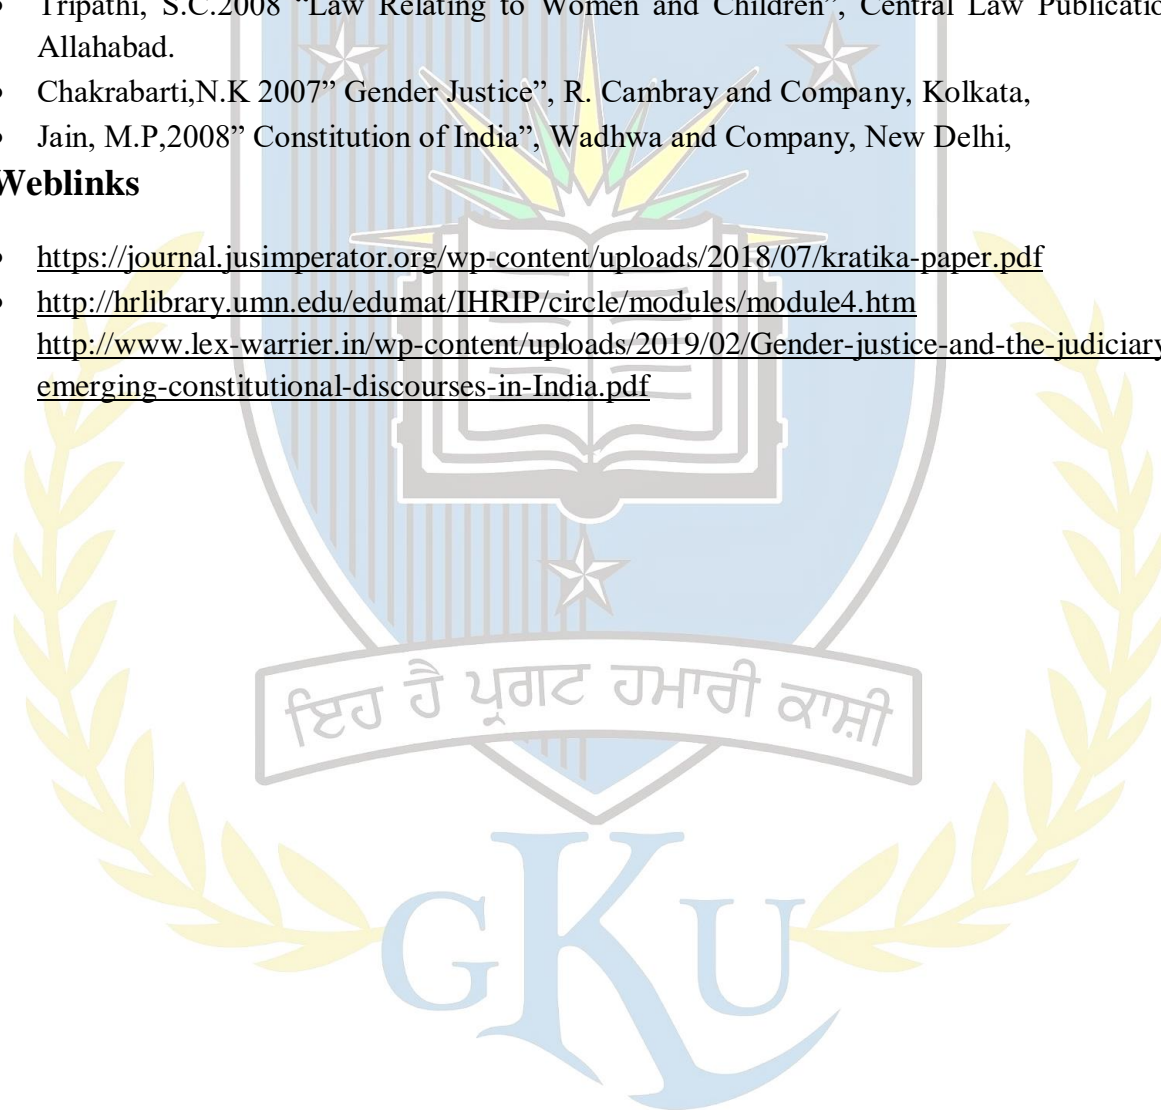 • Tripathi, S.C.2008 “Law Relating to Women and Children”, Central Law Publication
Allahabad.
• Chakrabarti,N.K 2007” Gender Justice”, R. Cambray and Company, Kolkata,
• Jain, M.P,2008” Constitution of India”, Wadhwa and Company, New Delhi,
Weblinks
• https://journal.jusimperator.org/wp-content/uploads/2018/07/kratika-paper.pdf
• http://hrlibrary.umn.edu/edumat/IHRIP/circle/modules/module4.htm
http://www.lex-warrier.in/wp-content/uploads/2019/02/Gender-justice-and-the-judiciary
emerging-constitutional-discourses-in-India.pdf
ਇਹ ਹੈ ਪ੍ਰਗਟ ਹਮਾਰੀ ਕਾਸ਼ੀ
GKU